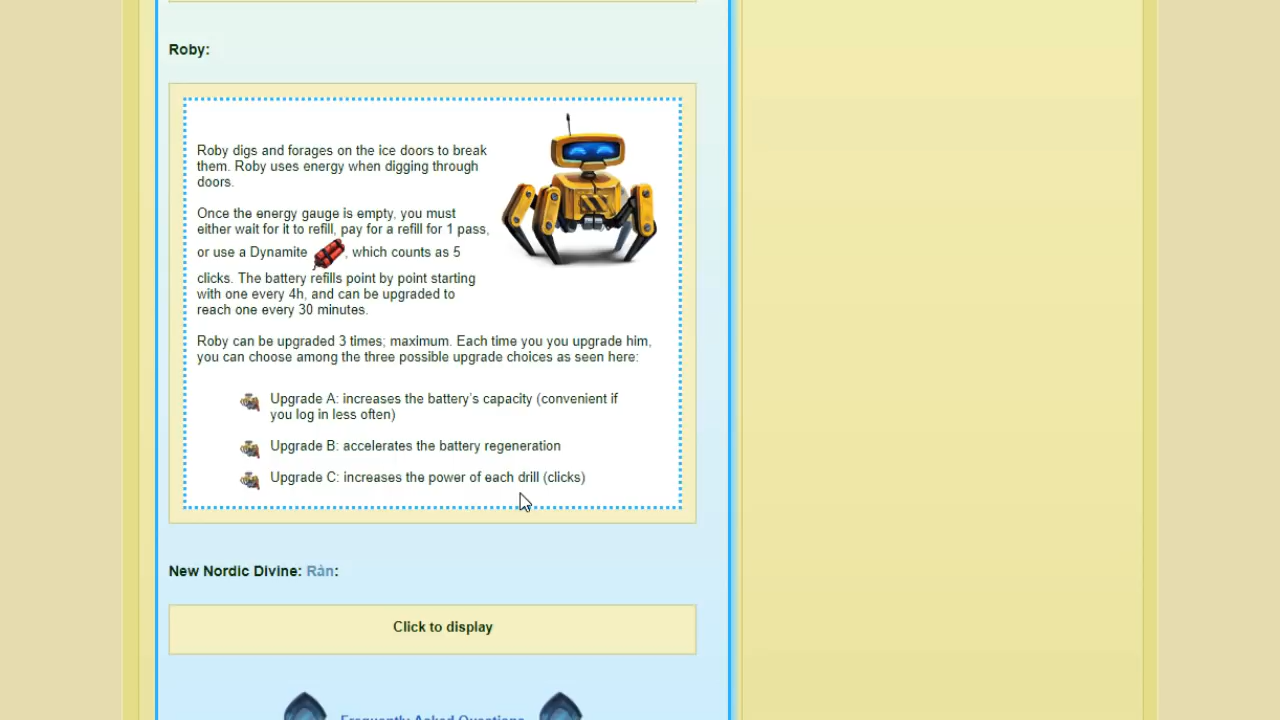 Roby:
Roby digs and forages on the ice doors to break
them. Roby uses energy when digging through
doors.
Once the energy gauge is empty, you must
either wait for it to refill, pay for a refill for 1 pass,
or use a Dynamite , which counts as 5
clicks. The battery refills point by point starting
with one every 4h, and can be upgraded to
reach one every 30 minutes.
Roby can be upgraded 3 times; maximum. Each time you you upgrade him,
you can choose among the three possible upgrade choices as seen here:
Upgrade A: increases the battery's capacity (convenient if
you log in less often)
Upgrade B: accelerates the battery regeneration
Upgrade C: increases the power of each drill (clicks)
New Nordic Divine: Rån:
Click to display
Frequently Asked Questions